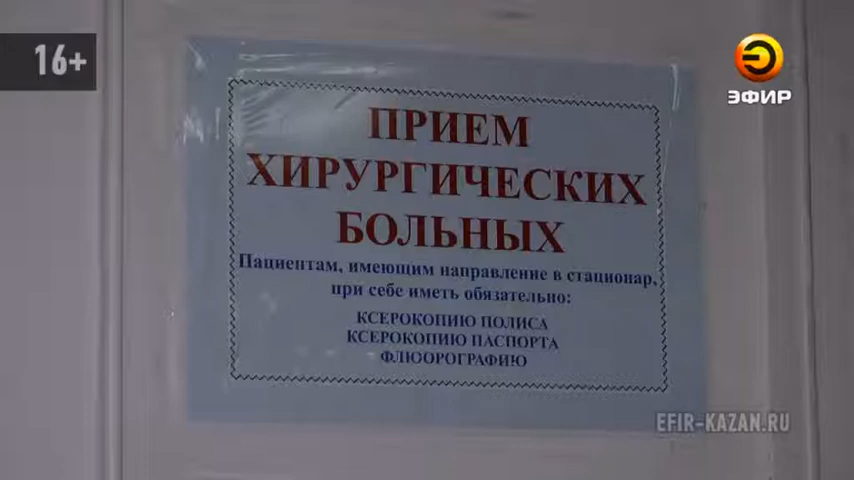 16+
ЭФИР
ПРИЕМ
ХИРУРГИЧЕСКИХ
БОЛЬНЫХ
Пациентам, имеющим направление в стационар,
при себе иметь обязательно:
КСЕРОКОПИЮ ПОЛИСА
КСЕРОКОПИЮ ПАСПОРТА
ФЛЮОРОГРАФИЮ
EFIR-KAZAN.RU